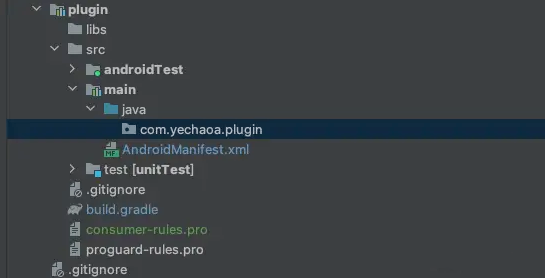 plugin
libs
src
androidTest
main
java
com.yechaoa.plugin
MF AndroidManifest.xml
test [unitTest]
.gitignore
build.gradle
consumer-rules.pro
proguard-rules.pro
.gitignore